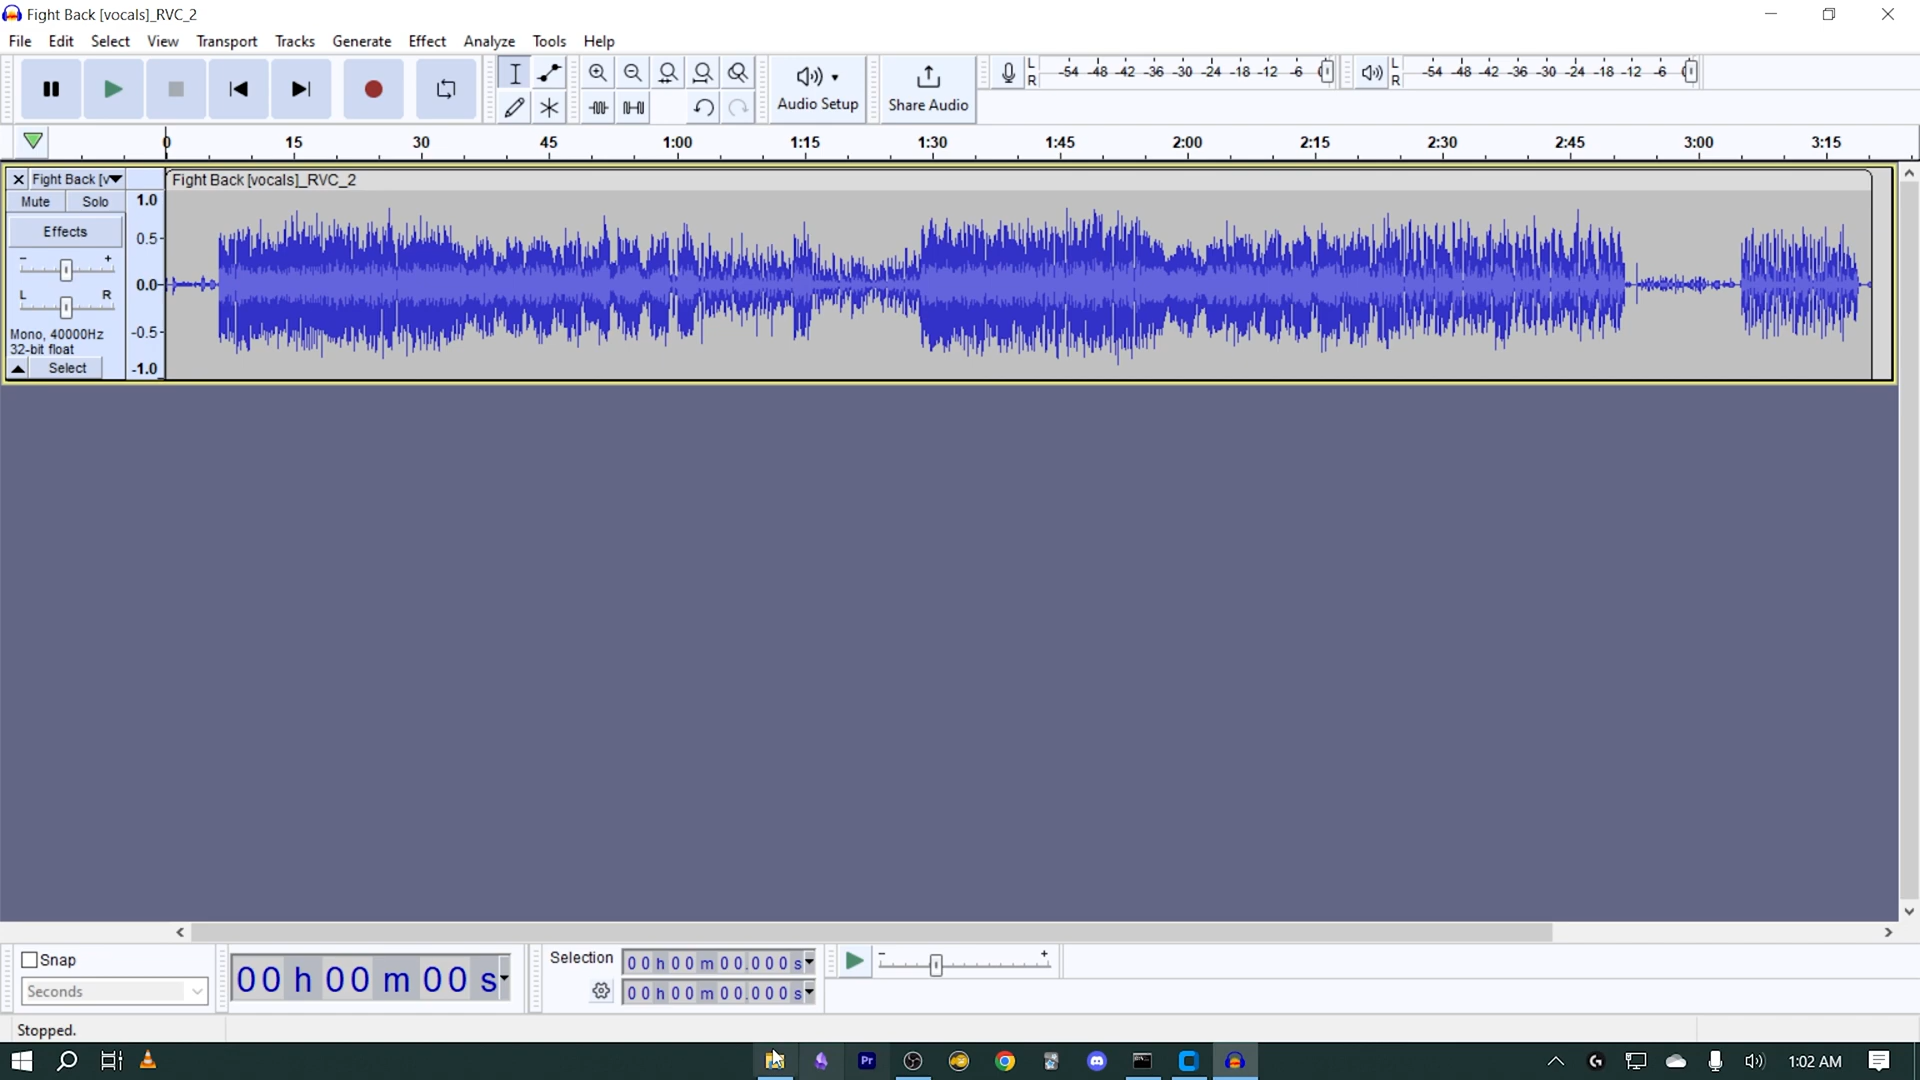 Fight Back [vocals]_RVC_2
File Edit Select View Transport Tracks Generate Effect Analyze Tools Help
L
R
-54 -48 -42 -36 -30 -24 -18 -12 -6 0
L
R
-54 -48 -42 -36 -30 -24 -18 -12 -6 0
Audio Setup
Share Audio
0 15 30 45 1:00 1:15 1:30 1:45 2:00 2:15 2:30 2:45 3:00 3:15
Fight Back [v
Fight Back [vocals]_RVC_2
Mute Solo
1.0
Effects
0.5
- +
0.0
L R
Mono, 40000Hz
-0.5
32-bit float
Select
-1.0
Snap
Seconds
00 h 00 m 00 s
Selection
00 h 00 m 00.000 s
00 h 00 m 00.000 s
- +
Stopped.
Pr
1:02 AM